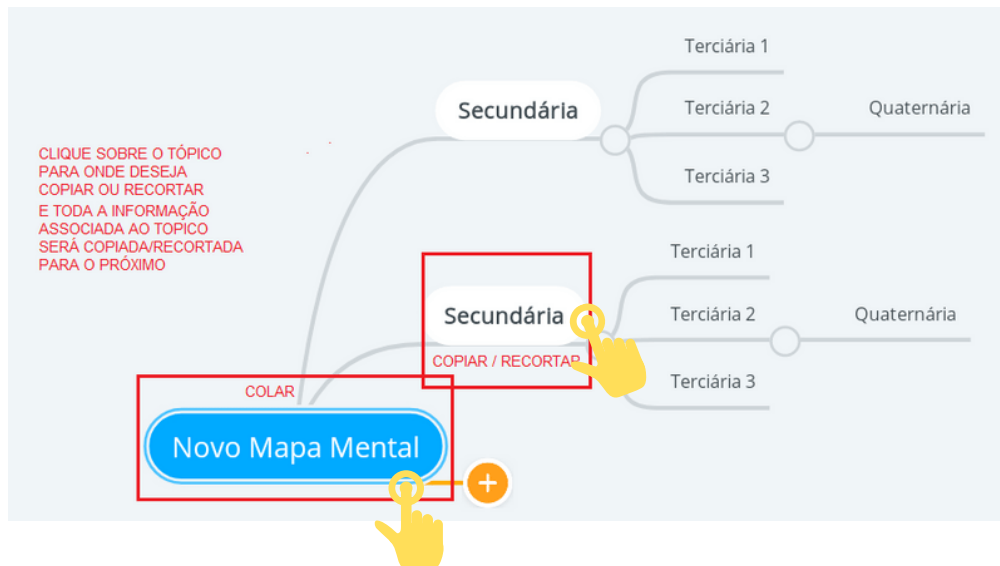 Terciária 1
Secundária
Terciária 2
Quaternária
Terciária 3
CLIQUE SOBRE O TÓPICO
PARA ONDE DESEJA
COPIAR OU RECORTAR
E TODA A INFORMAÇÃO
ASSOCIADA AO TOPICO
SERÁ COPIADA/RECORTADA
PARA O PRÓXIMO
Terciária 1
Secundária
Terciária 2
Quaternária
COPIAR / RECORTAR
Terciária 3
COLAR
Novo Mapa Mental
+